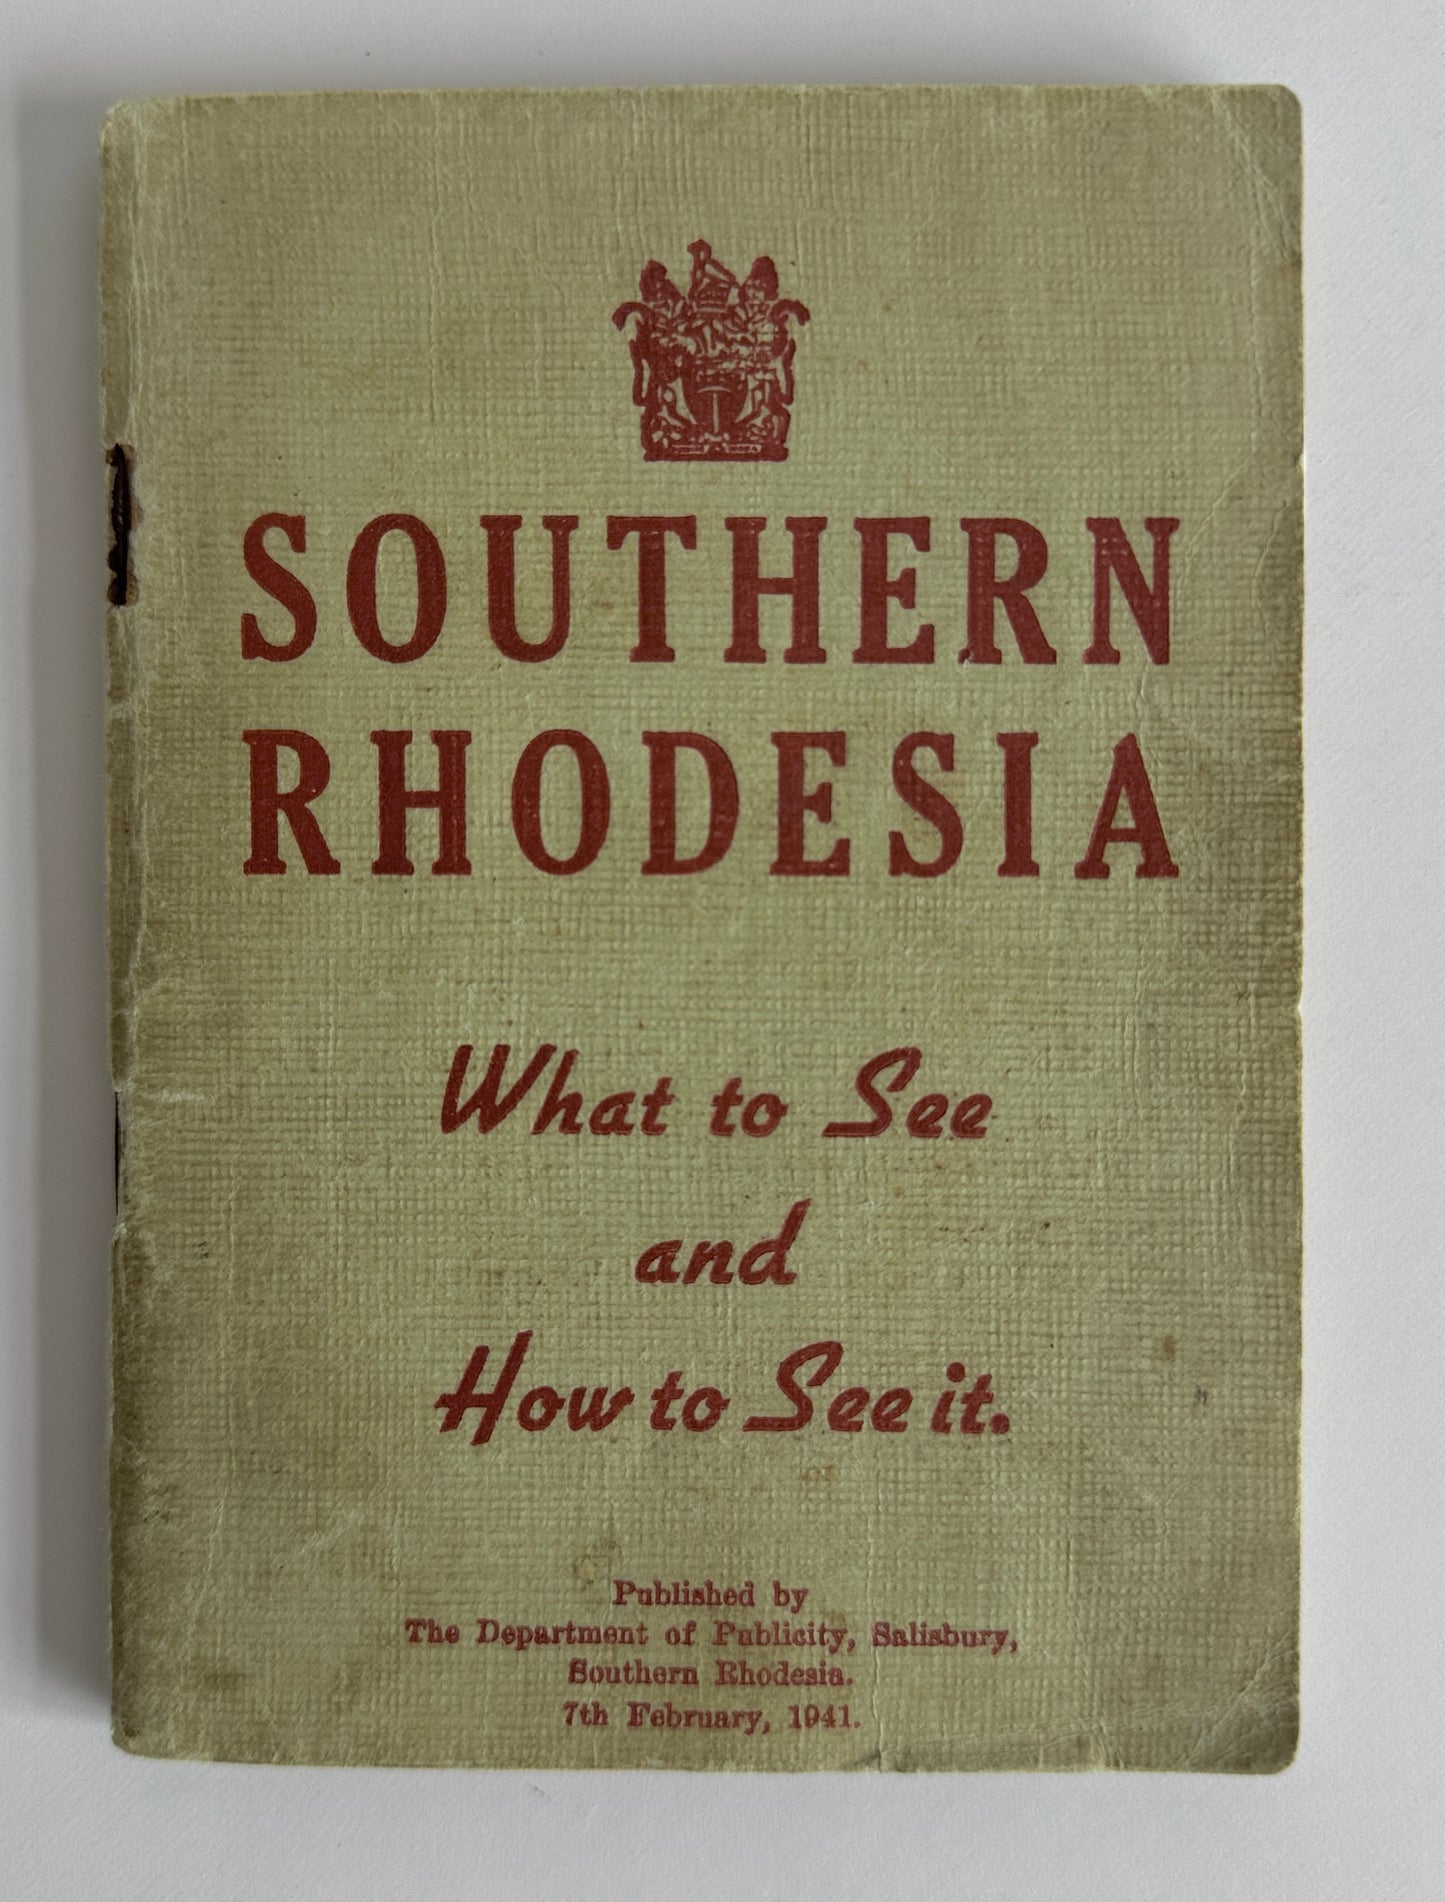 SOUTHERN
RHODESIA
What to See
and
How to See it.
Published by
The Department of Publicity, Salisbury,
Southern Rhodesia.
7th February, 1941.